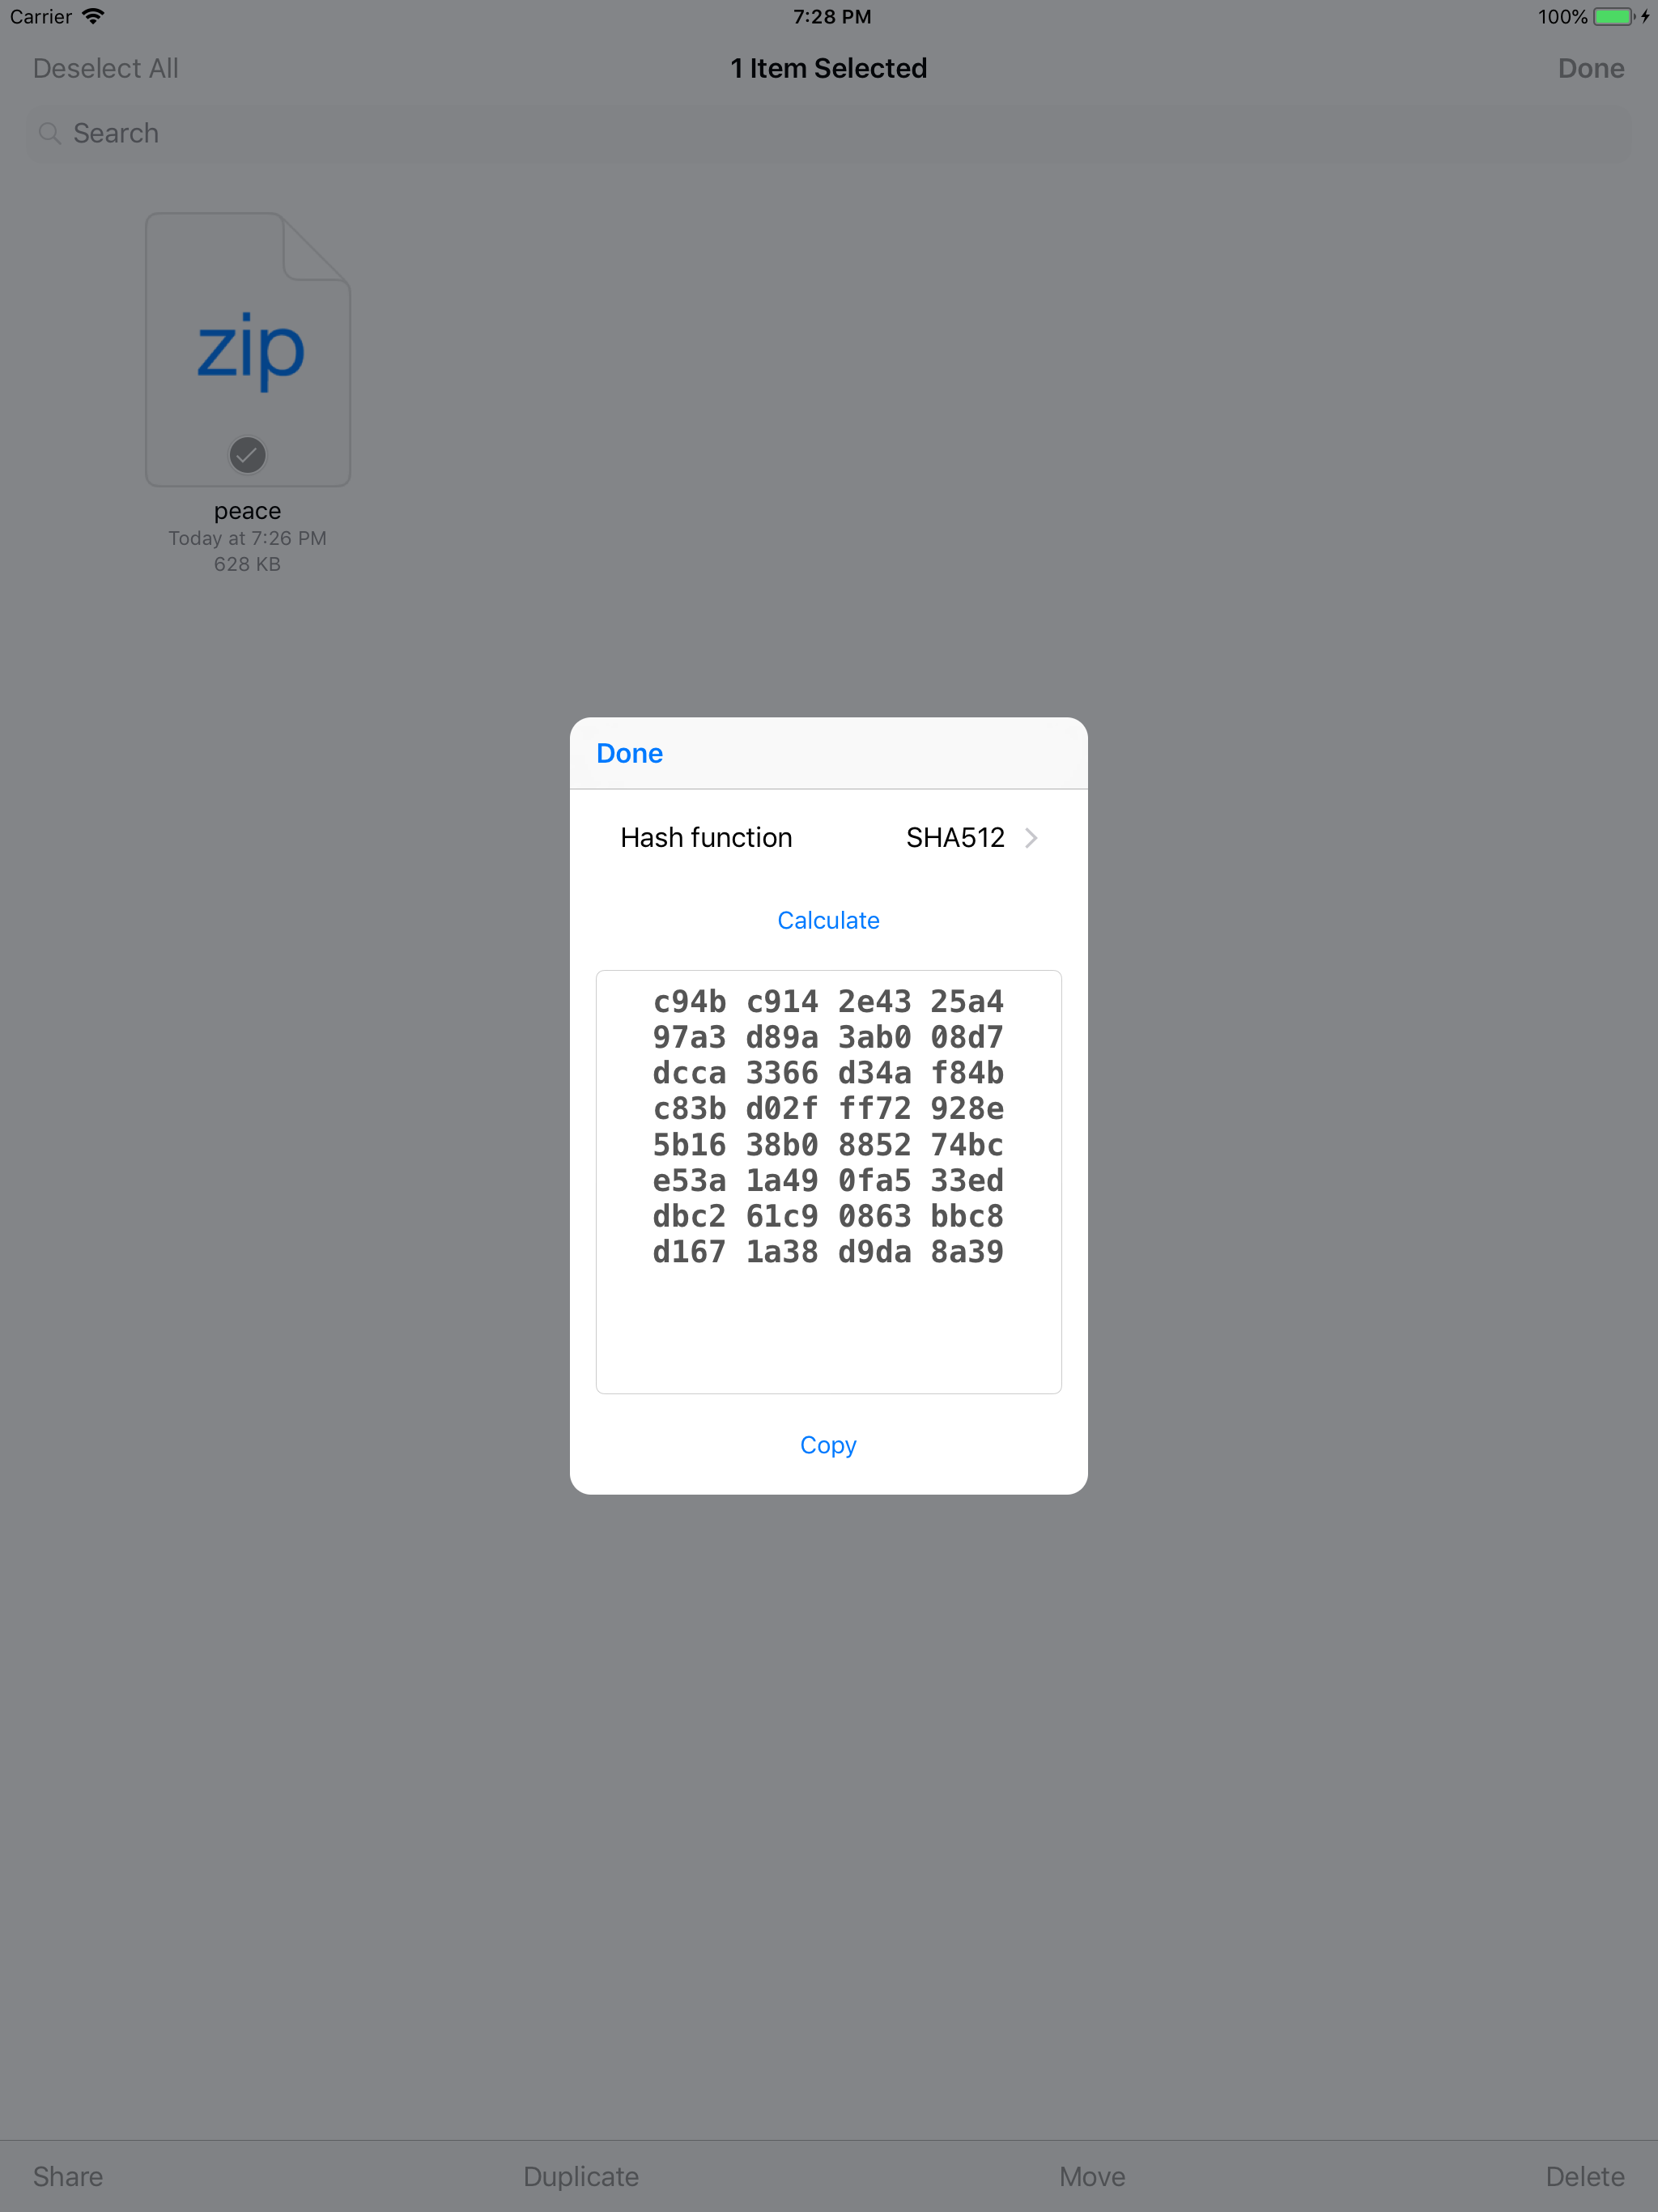 Carrier 7:28 PM 100%
Deselect All 1 Item Selected Done
Search
zip
peace
Today at 7:26 PM
628 KB
Done
Hash function SHA512
Calculate
c94b c914 2e43 25a4
97a3 d89a 3ab0 08d7
dcca 3366 d34a f84b
c83b d02f ff72 928e
5b16 38b0 8852 74bc
e53a 1a49 0fa5 33ed
dbc2 61c9 0863 bbc8
d167 1a38 d9da 8a39
Copy
Share Duplicate Move Delete